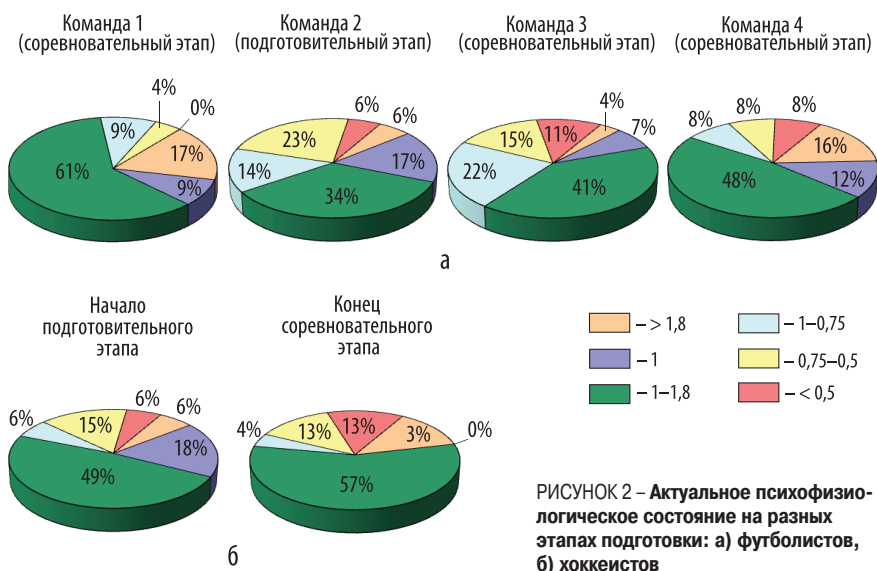 Команда 1
(соревновательный этап)
Команда 2
(подготовительный этап)
Команда 3
(соревновательный этап)
Команда 4
(соревновательный этап)
61%
9%
4%
0%
17%
9%
14%
23%
6%
6%
17%
34%
22%
15%
11%
4%
7%
41%
8%
8%
8%
16%
12%
48%
а
Начало
подготовительного
этапа
Конец
соревновательного
этапа
6%
15%
6%
6%
18%
49%
4%
13%
13%
3%
0%
57%
б
– > 1,8
– 1
– 1–1,8
– 1–0,75
– 0,75–0,5
– < 0,5
РИСУНОК 2 – Актуальное психофизио-
логическое состояние на разных
этапах подготовки: а) футболистов,
б) хоккеистов